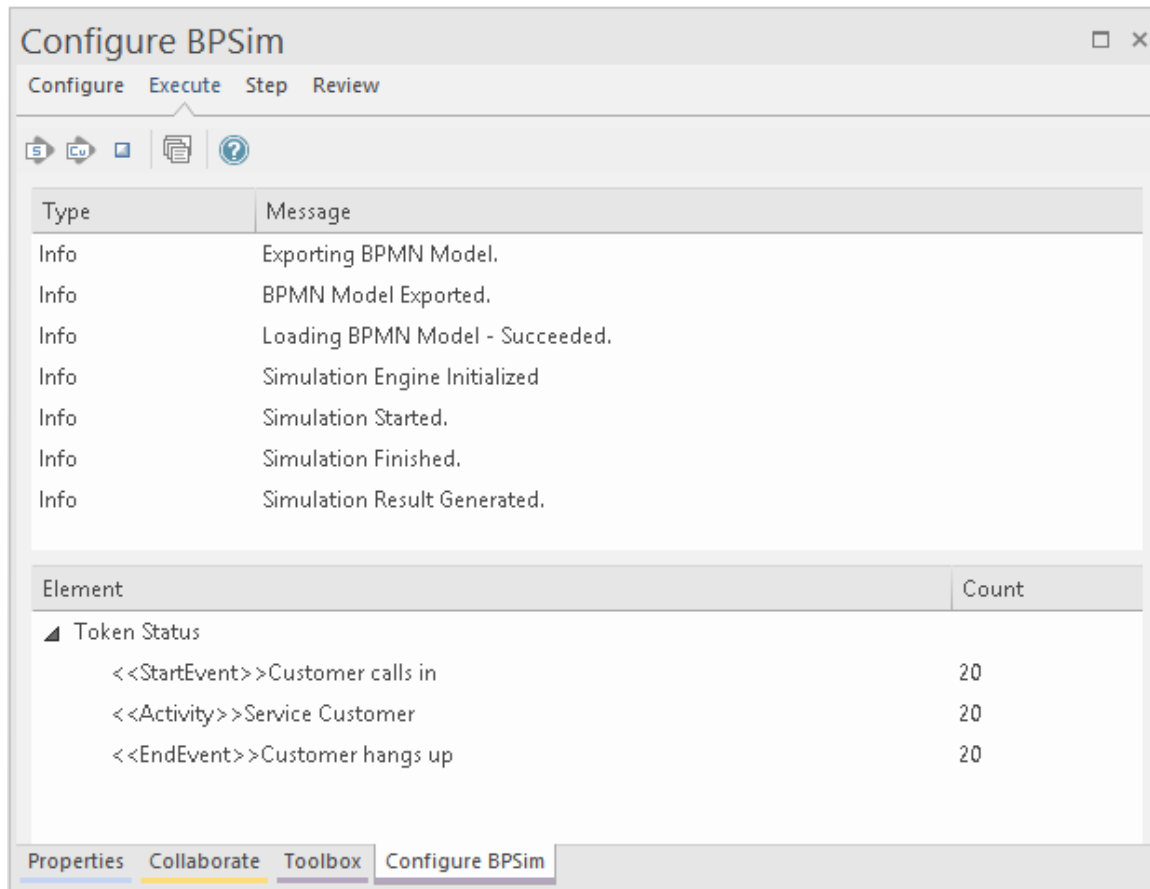 Configure BPSim
Configure Execute Step Review
S Cu ?
Type Message
Info Exporting BPMN Model.
Info BPMN Model Exported.
Info Loading BPMN Model - Succeeded.
Info Simulation Engine Initialized
Info Simulation Started.
Info Simulation Finished.
Info Simulation Result Generated.
Element Count
Token Status
<<StartEvent>>Customer calls in 20
<<Activity>>Service Customer 20
<<EndEvent>>Customer hangs up 20
Properties Collaborate Toolbox Configure BPSim